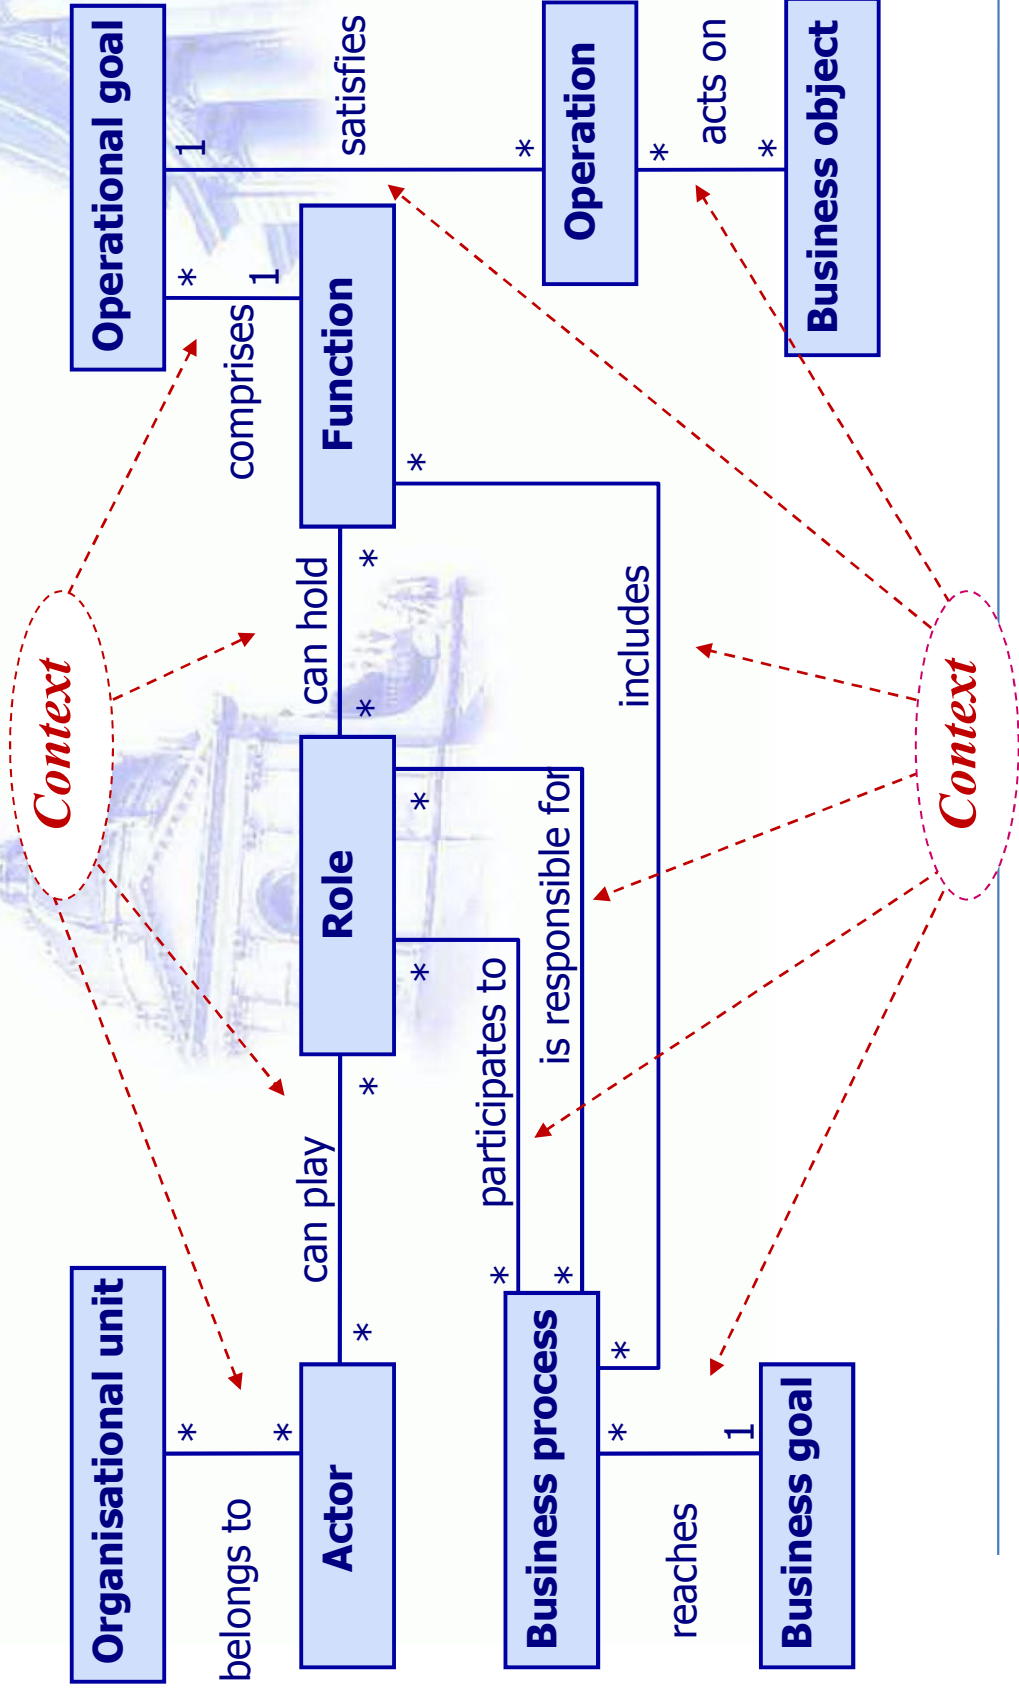 Context
Organisational unit
Operational goal
*
*
1
belongs to
*
can play
can hold
comprises
1
satisfies
Actor
Role
Function
*
*
*
*
participates to
*
*
*
*
is responsible for
*
Business process
Operation
*
includes
*
*
reaches
1
acts on
*
Business goal
Business object
Context